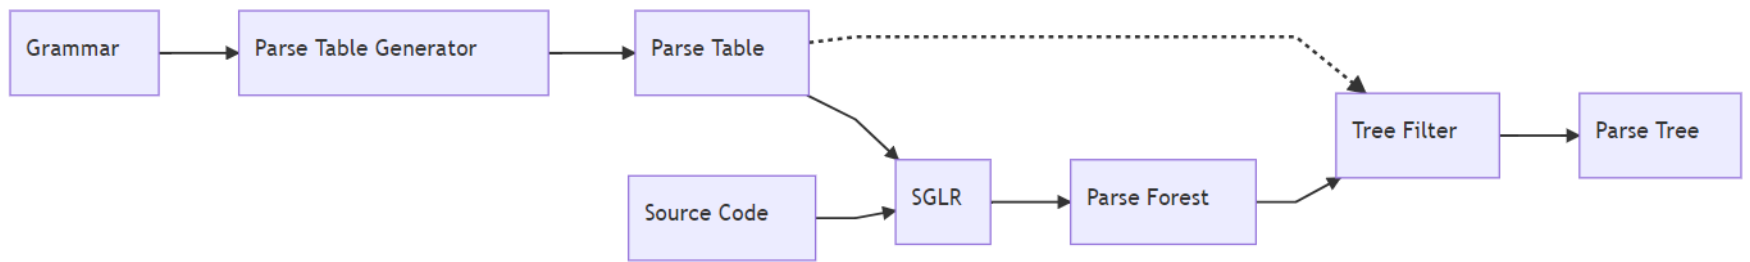 Grammar
Parse Table Generator
Parse Table
Source Code
SGLR
Parse Forest
Tree Filter
Parse Tree